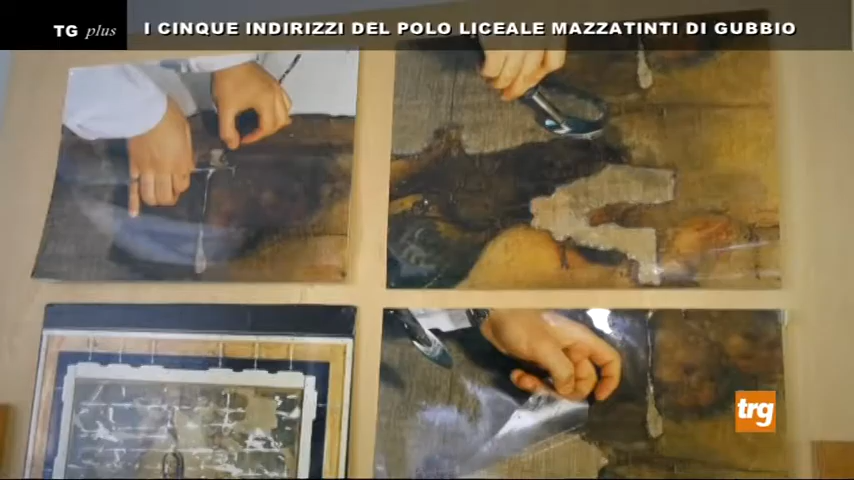 TG plus I CINQUE INDIRIZZI DEL POLO LICEALE MAZZATINTI DI GUBBIO
trg